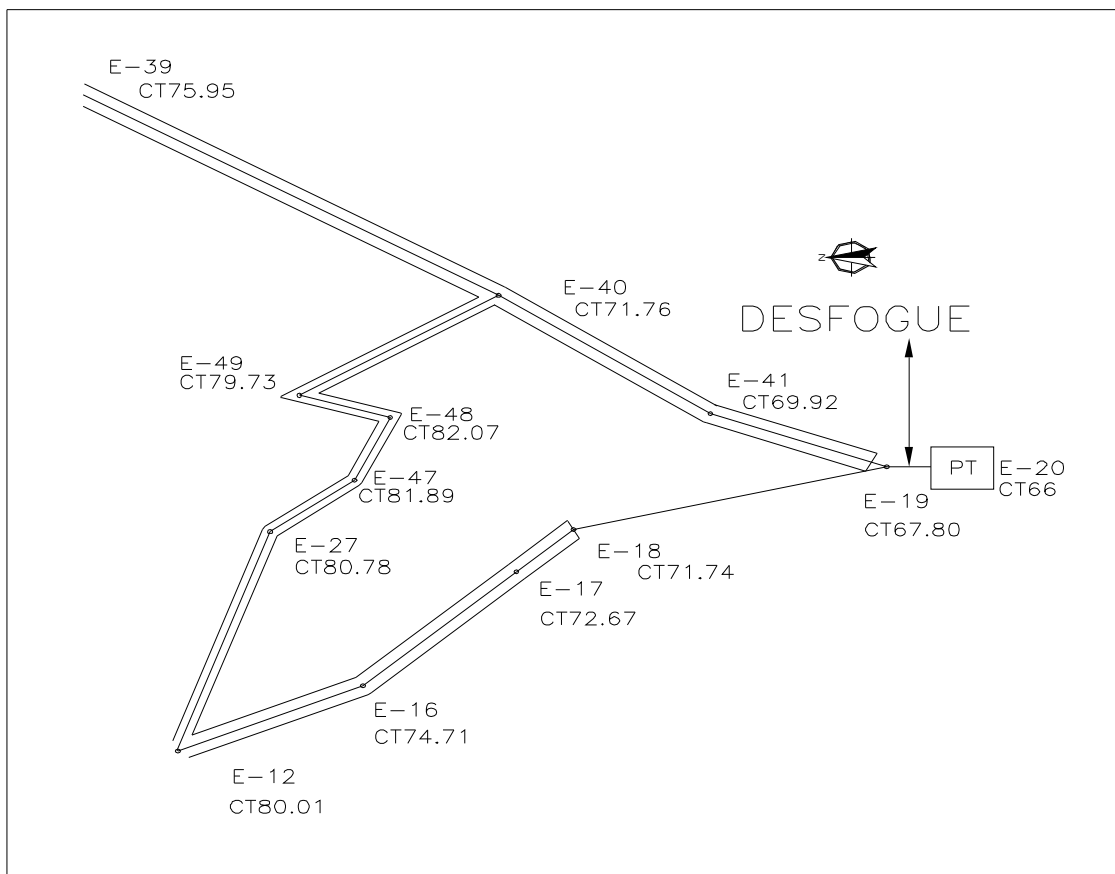 E-39
CT75.95
E-40
CT71.76
Z
DESFOGUE
E-49
CT79.73
E-41
CT69.92
E-48
CT82.07
PT
E-20
CT66
E-47
CT81.89
E-19
CT67.80
E-27
CT80.78
E-18
CT71.74
E-17
CT72.67
E-16
CT74.71
E-12
CT80.01